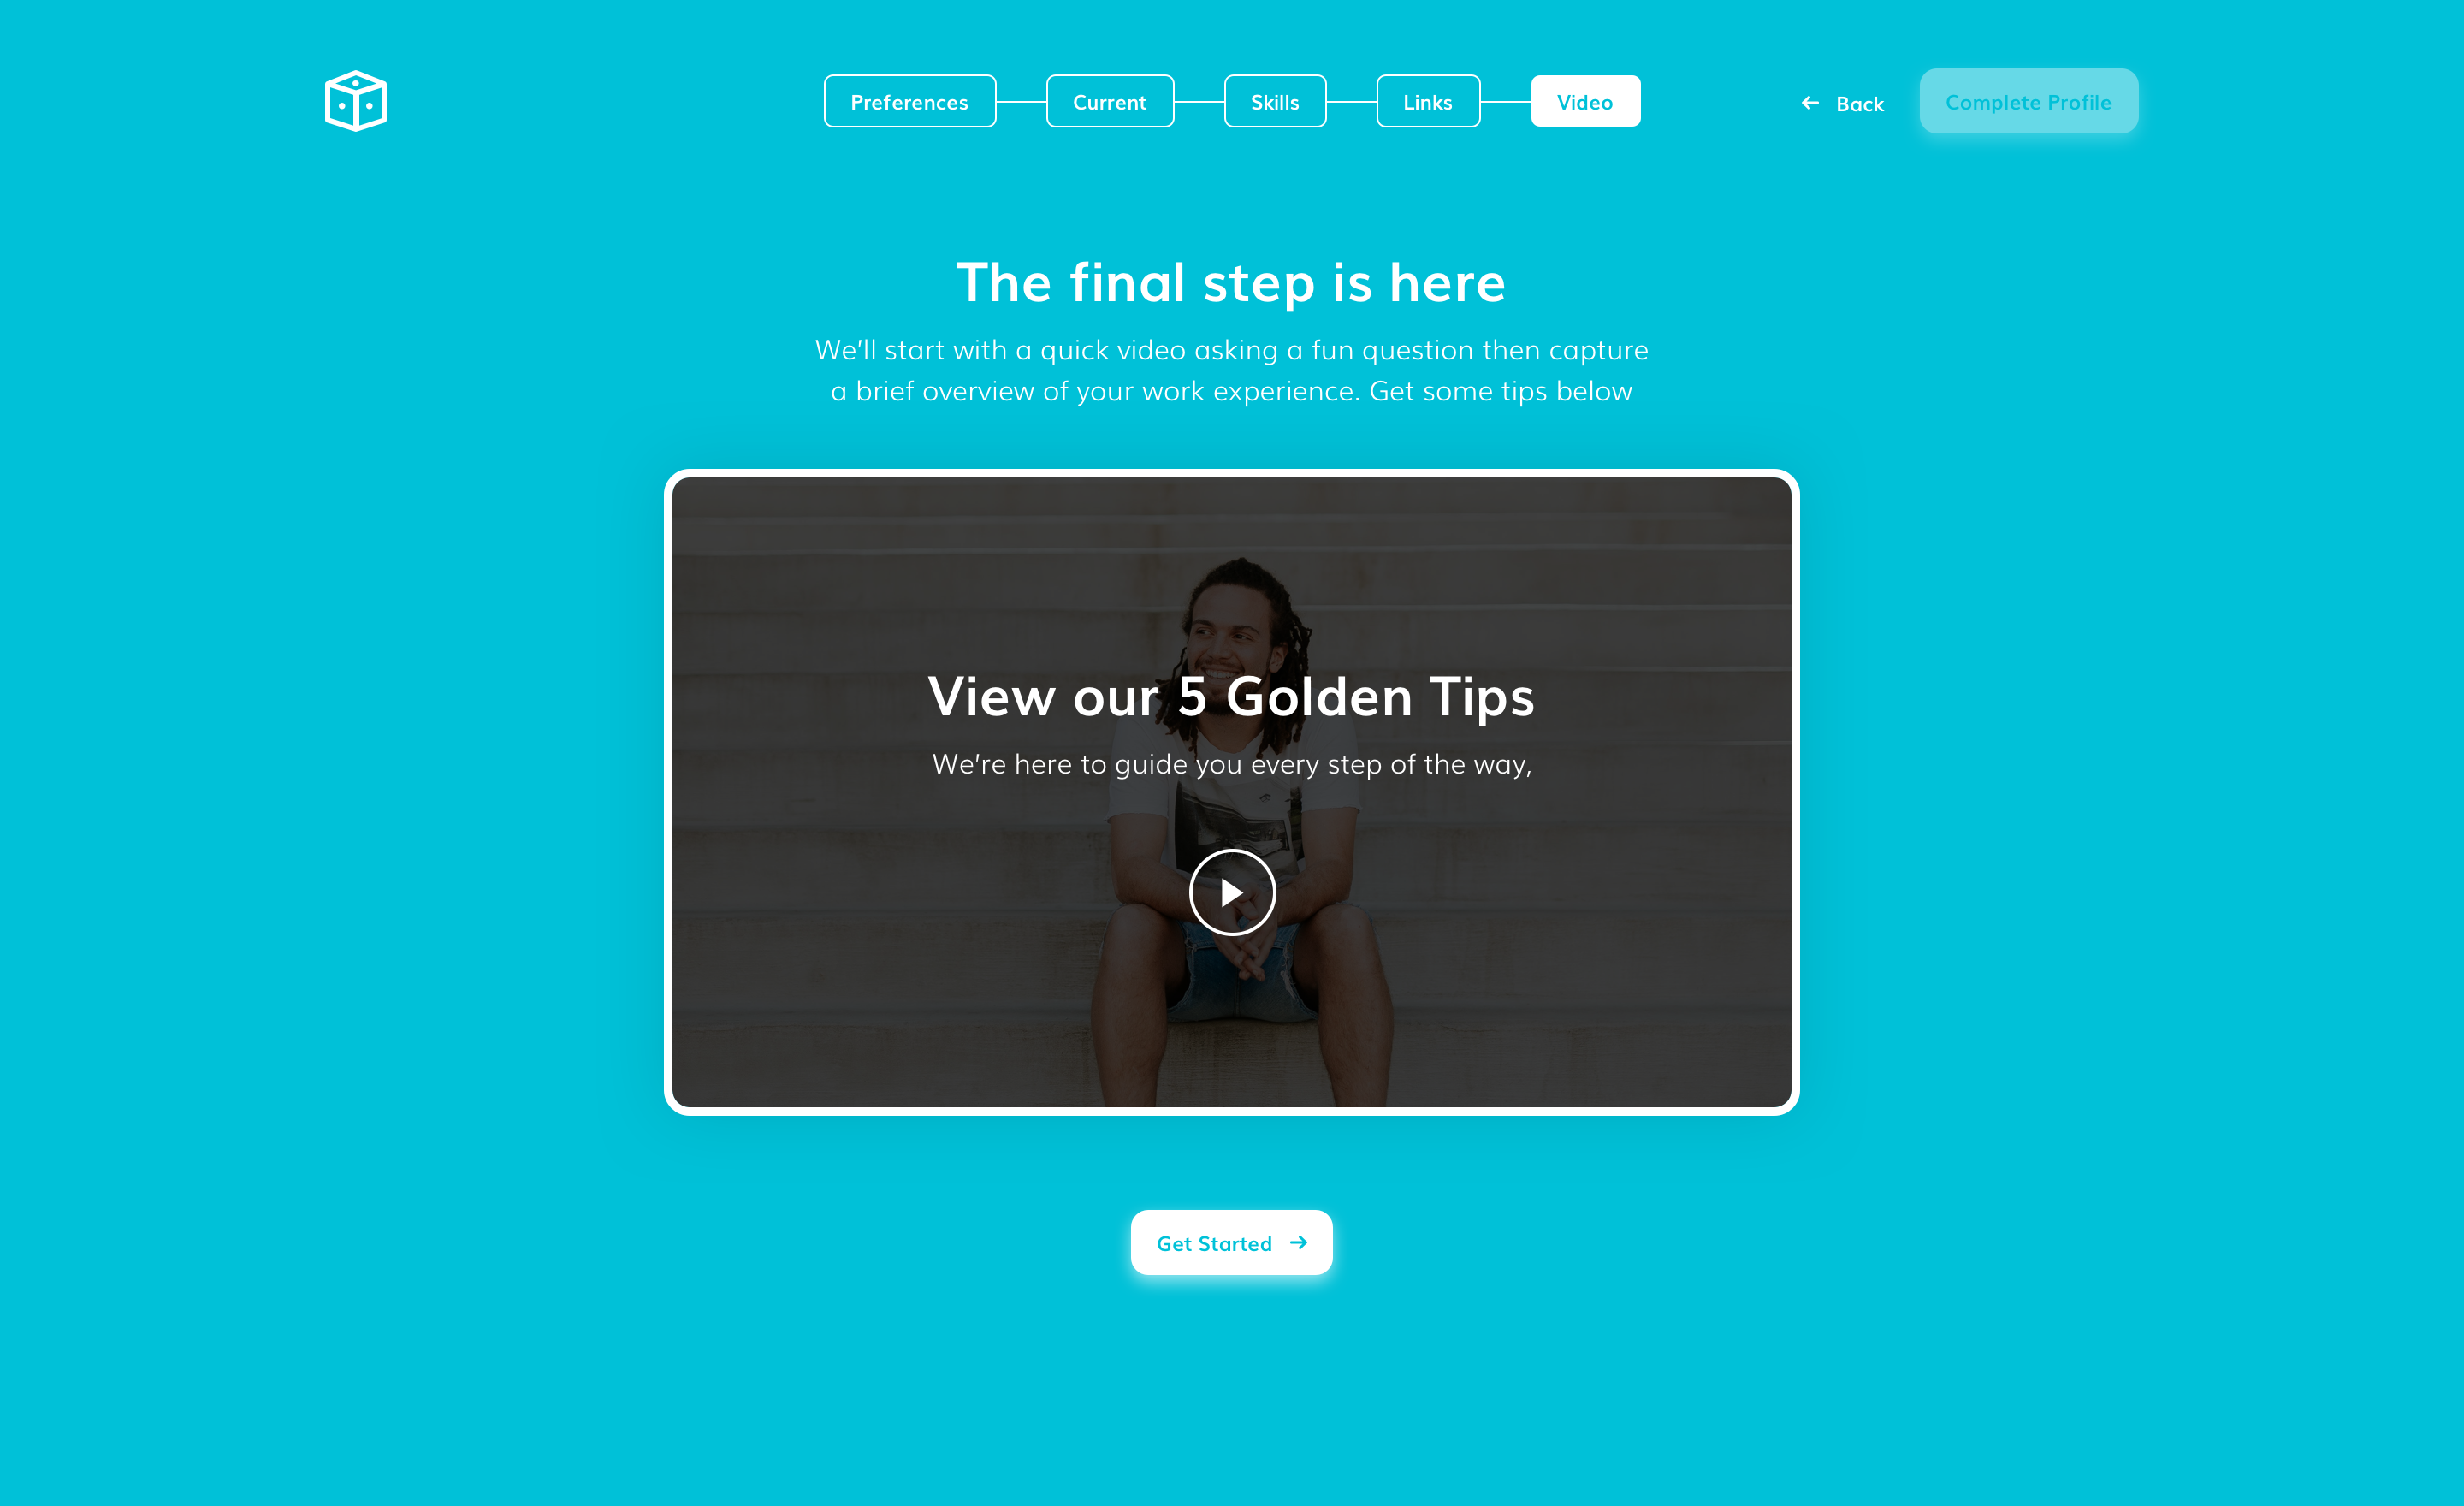 Preferences
Current
Skills
Links
Video
Back
Complete Profile
The final step is here
We'll start with a quick video asking a fun question then capture
a brief overview of your work experience. Get some tips below
View our 5 Golden Tips
We're here to guide you every step of the way,
Get Started